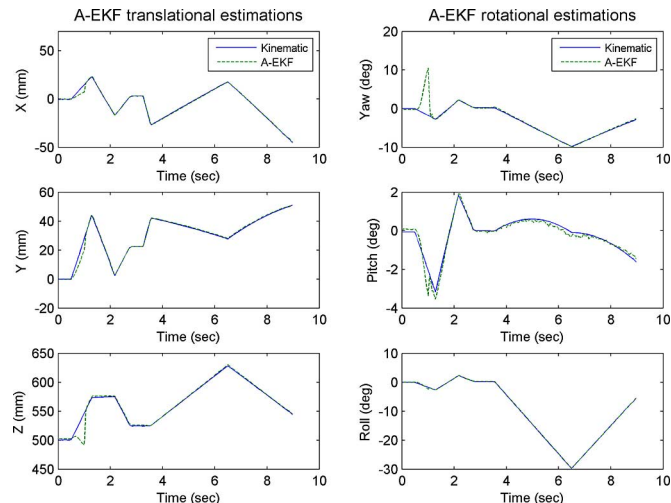 A-EKF translational estimations
A-EKF rotational estimations
50
0
-50
X (mm)
Kinematic
A-EKF
0 2 4 6 8 10
Time (sec)
20
10
0
-10
Yaw (deg)
Kinematic
A-EKF
0 2 4 6 8 10
Time (sec)
60
40
20
0
-20
Y (mm)
0 2 4 6 8 10
Time (sec)
2
0
-2
-4
Pitch (deg)
0 2 4 6 8 10
Time (sec)
650
600
550
500
450
Z (mm)
0 2 4 6 8 10
Time (sec)
10
0
-10
-20
-30
Roll (deg)
0 2 4 6 8 10
Time (sec)